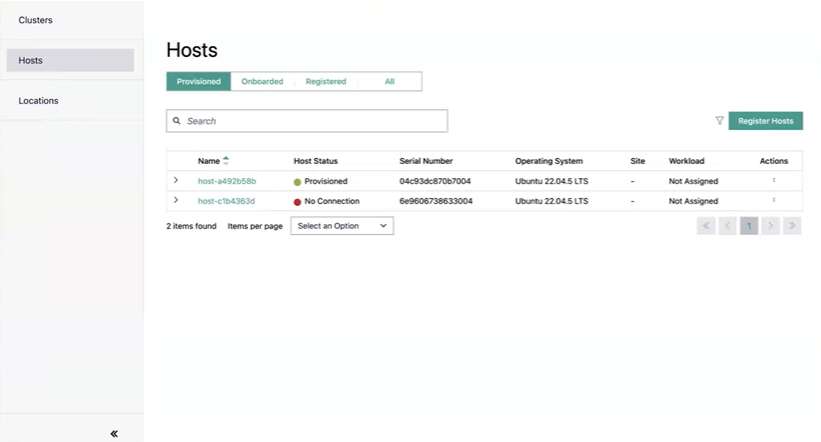 Clusters
Hosts
Locations
Hosts
Provisioned Onboarded Registered All
Search
Register Hosts
Name Host Status Serial Number Operating System Site Workload Actions
host-a492b58b Provisioned 04c93dc870b7004 Ubuntu 22.04.5 LTS - Not Assigned
host-c1b4363d No Connection 6e9606738633004 Ubuntu 22.04.5 LTS - Not Assigned
2 items found Items per page Select an Option 1